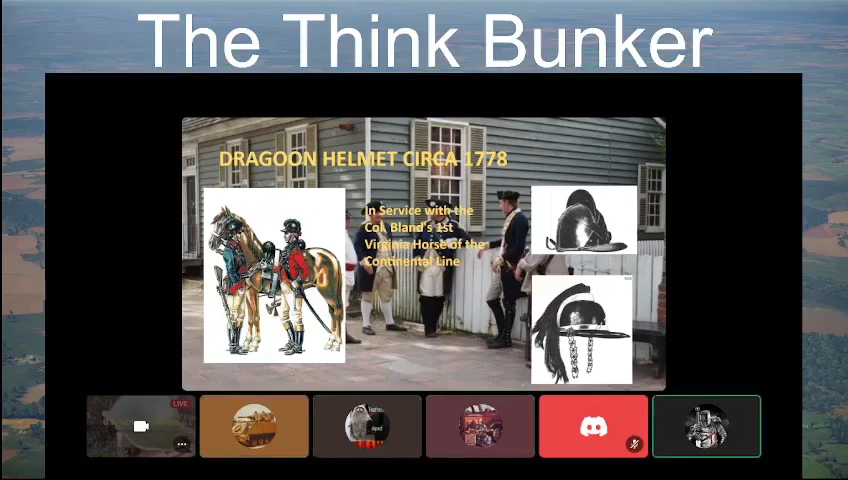 The Think Bunker
DRAGOON HELMET CIRCA 1778
In Service with the
Col. Bland's 1st
Virginia Horse of the
Continental Line
LIVE